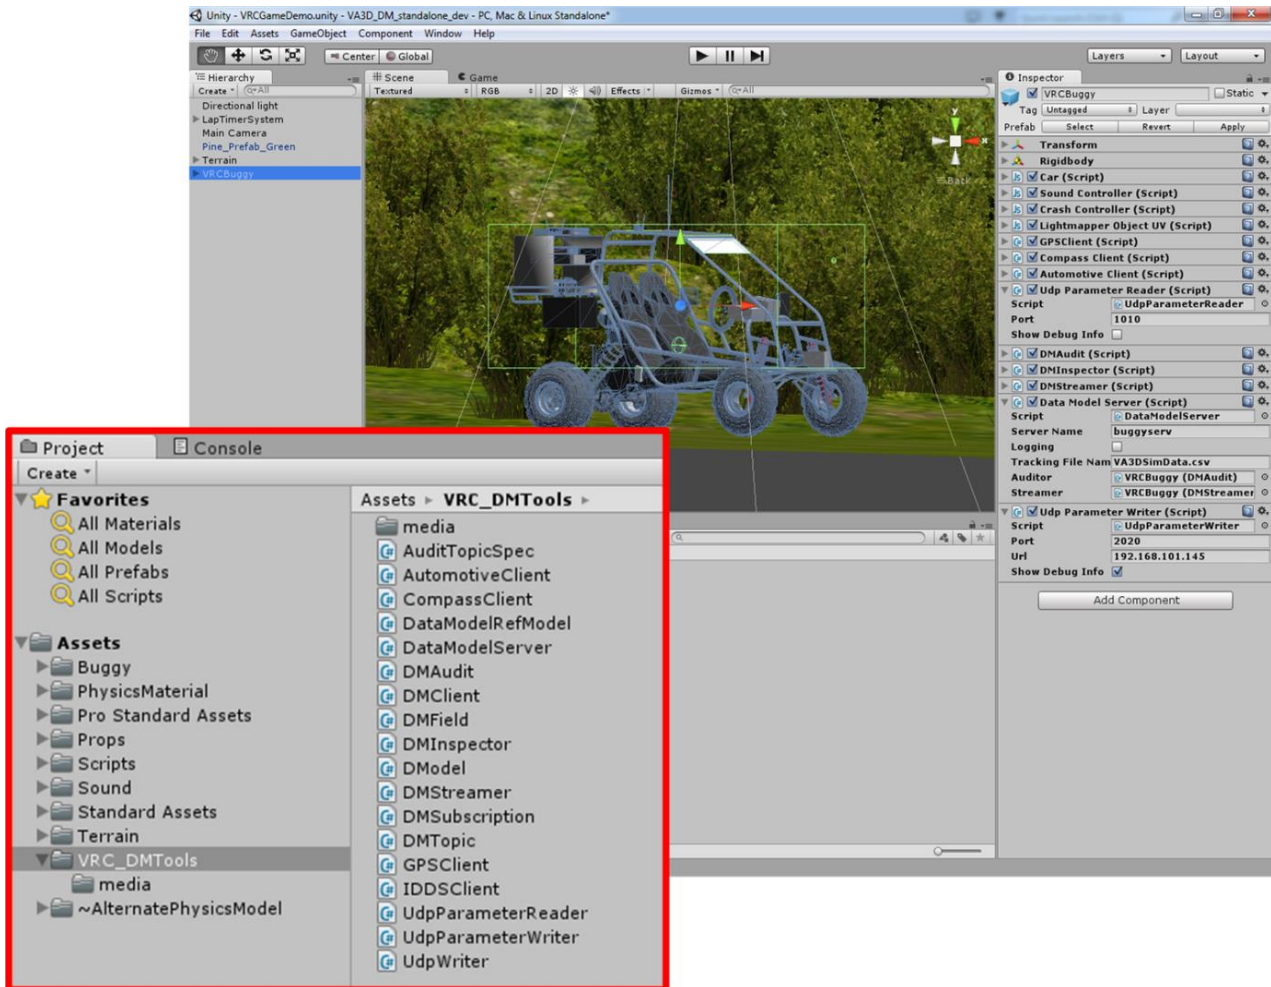 Unity - VRCGameDemo.unity - VA3D_DM_standalone_dev - PC, Mac & Linux Standalone*
File Edit Assets GameObject Component Window Help
Center Global
Layers Layout
Hierarchy
Create All
Directional light
LapTimerSystem
Main Camera
Pine_Prefab_Green
Terrain
VRCBuggy
Scene Game
Textured RGB 2D Effects Gizmos All
y
x
Back
Inspector
VRCBuggy Static
Tag Untagged Layer
Prefab Select Revert Apply
Transform
Rigidbody
Car (Script)
Sound Controller (Script)
Crash Controller (Script)
Lightmapper Object UV (Script)
GPSClient (Script)
Compass Client (Script)
Automotive Client (Script)
Udp Parameter Reader (Script)
Script UdpParameterReader
Port 1010
Show Debug Info
DMAudit (Script)
DMInspector (Script)
DMStreamer (Script)
Data Model Server (Script)
Script DataModelServer
Server Name buggyserv
Logging
Tracking File Nam VA3DSimData.csv
Auditor VRCBuggy (DMAudit)
Streamer VRCBuggy (DMStreamer
Udp Parameter Writer (Script)
Script UdpParameterWriter
Port 2020
Url 192.168.101.145
Show Debug Info
Add Component
Project Console
Create
Favorites
All Materials
All Models
All Prefabs
All Scripts
Assets
Buggy
PhysicsMaterial
Pro Standard Assets
Props
Scripts
Sound
Standard Assets
Terrain
VRC_DMTools
media
~AlternatePhysicsModel
Assets VRC_DMTools
media
AuditTopicSpec
AutomotiveClient
CompassClient
DataModelRefModel
DataModelServer
DMAudit
DMClient
DMField
DMInspector
DModel
DMStreamer
DMSubscription
DMTopic
GPSClient
IDDSClient
UdpParameterReader
UdpParameterWriter
UdpWriter